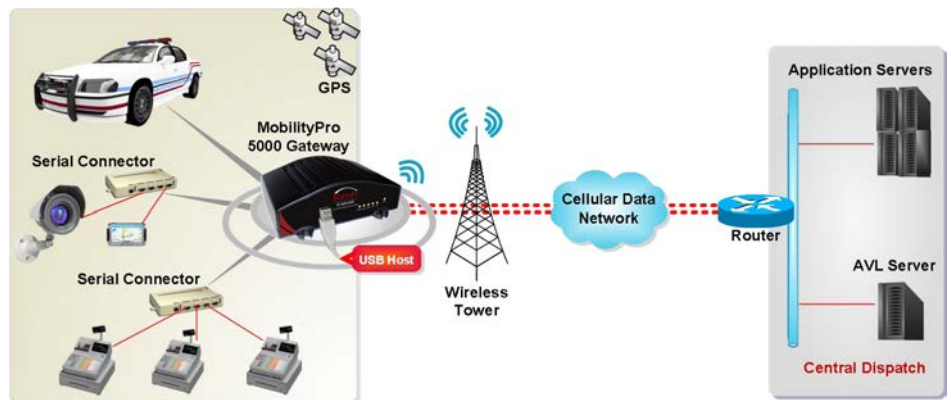 GPS
MobilityPro
5000 Gateway
Serial Connector
USB Host
Serial Connector
Wireless
Tower
Cellular Data
Network
Router
Application Servers
AVL Server
Central Dispatch